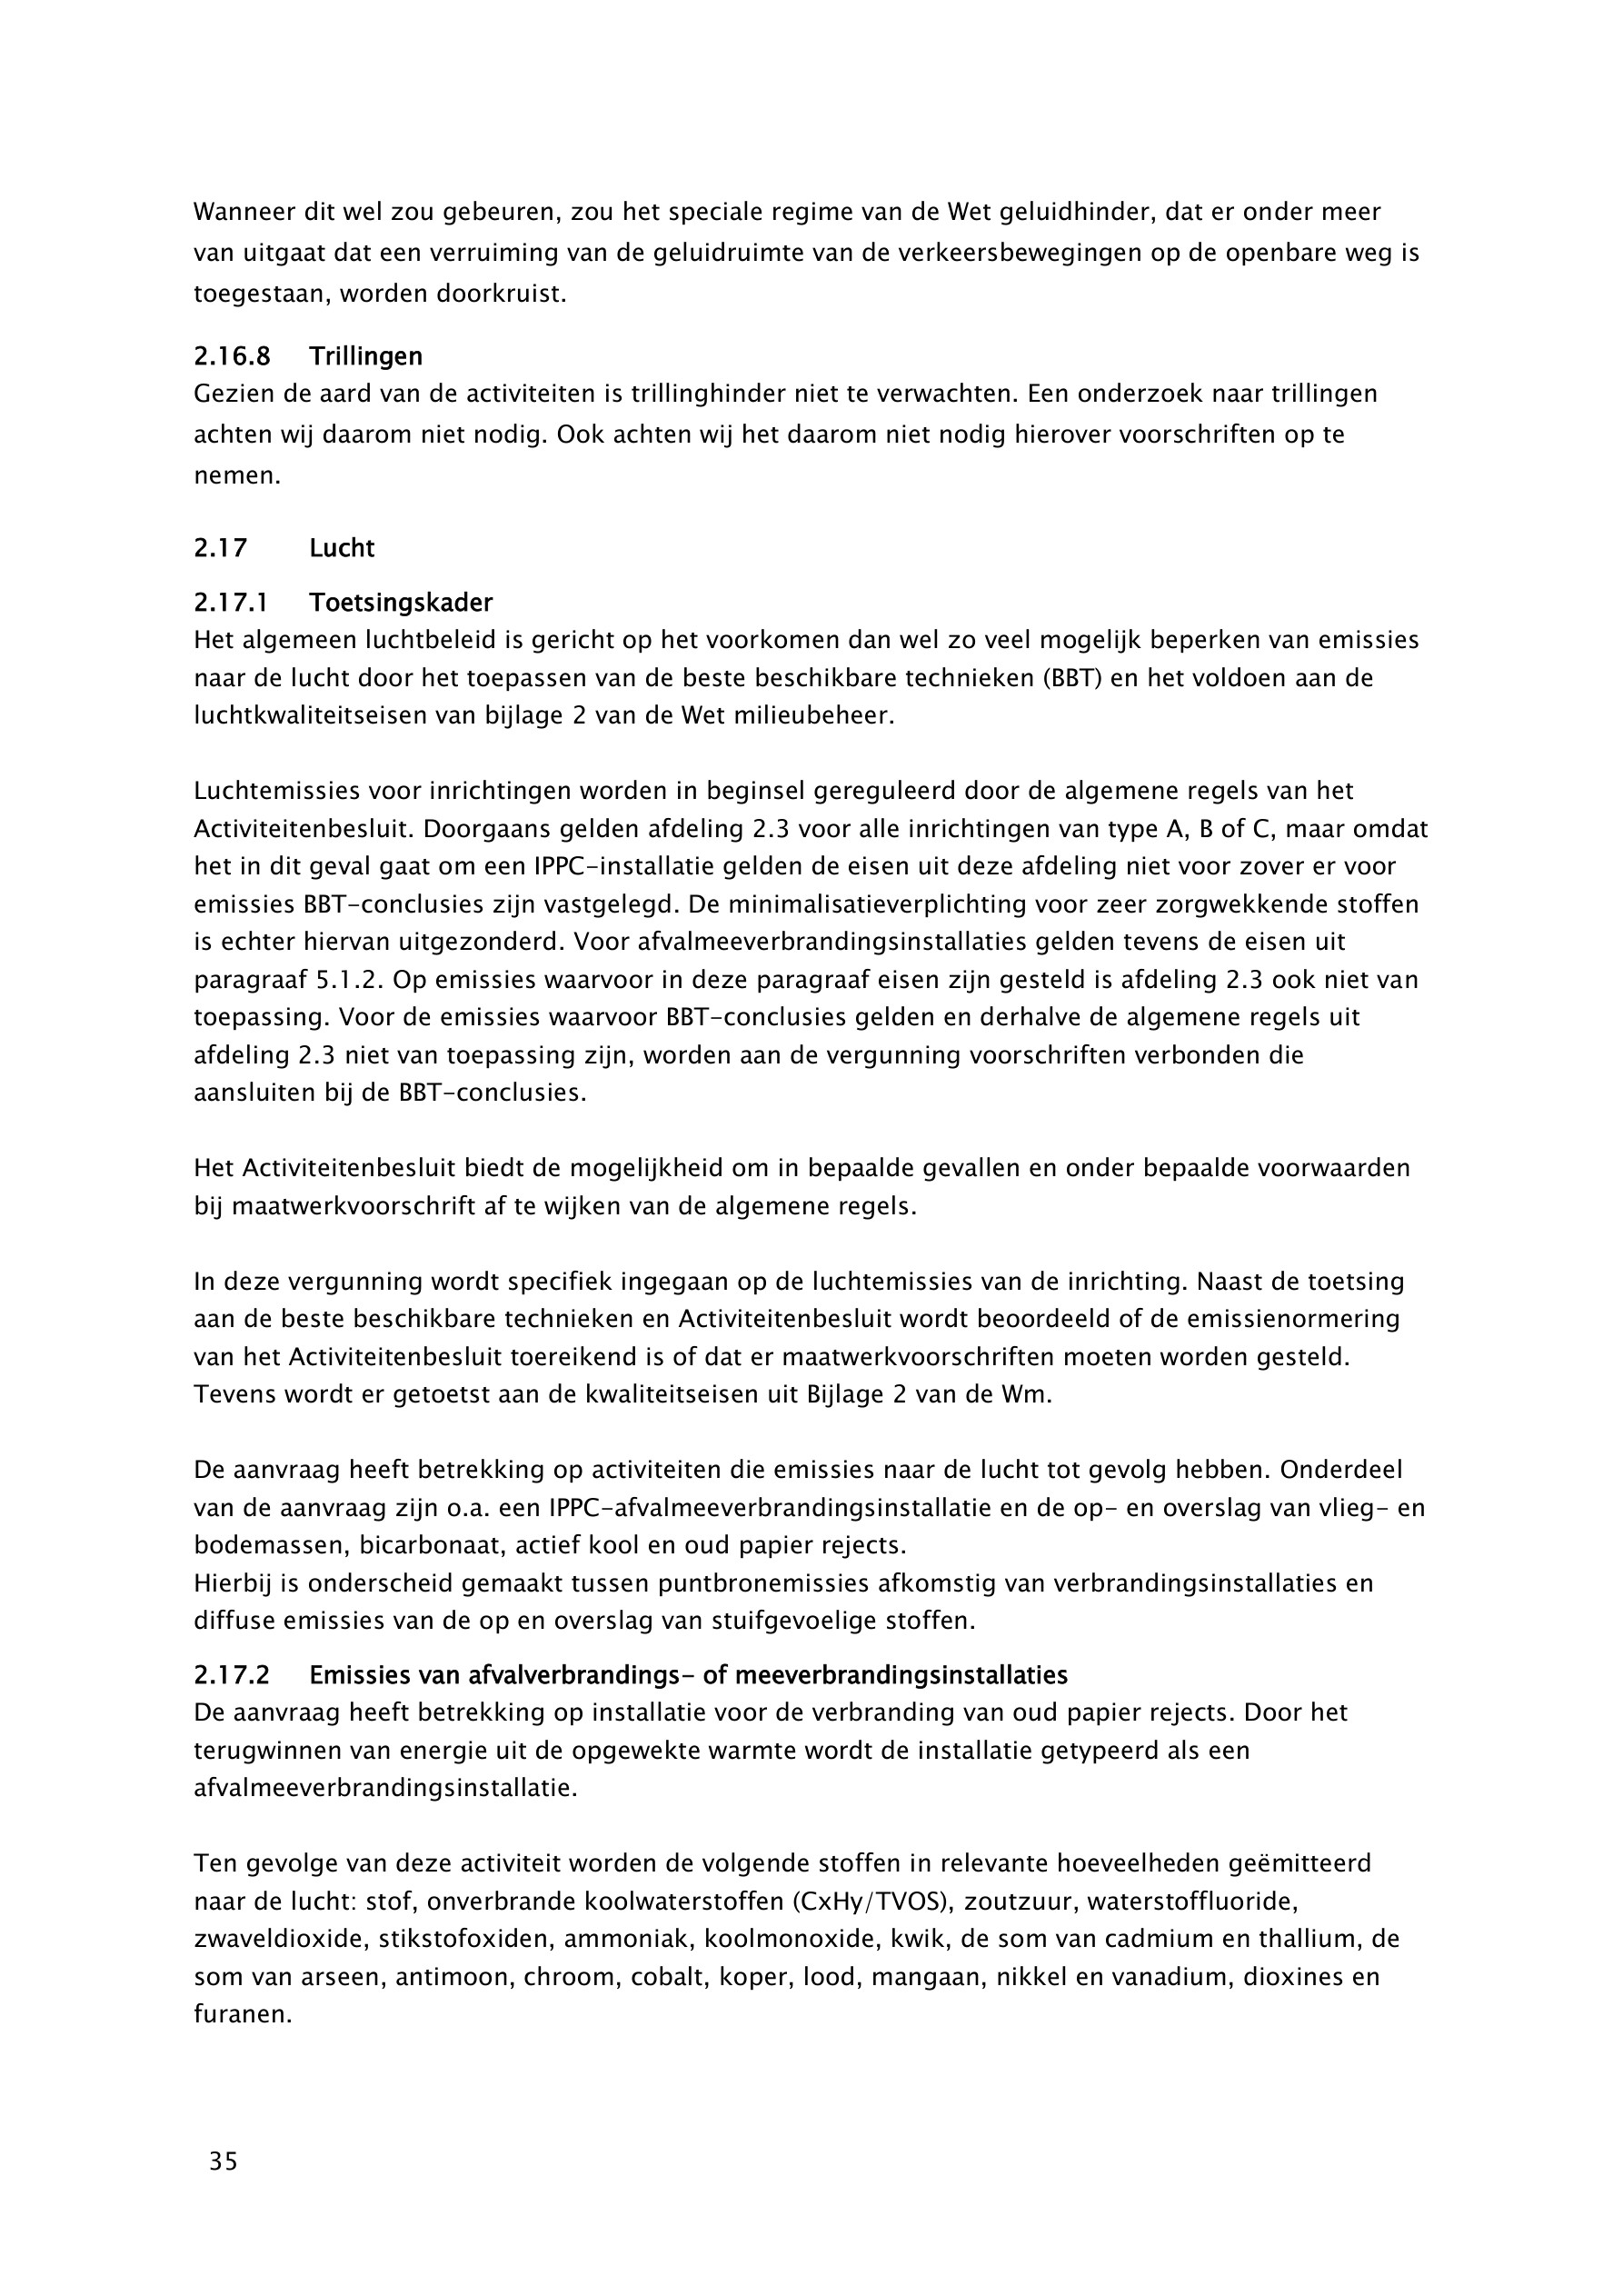 Wanneer dit wel zou gebeuren, zou het speciale regime van de Wet geluidhinder, dat er onder meer
van uitgaat dat een verruiming van de geluidruimte van de verkeersbewegingen op de openbare weg is
toegestaan, worden doorkruist.
2.16.8 Trillingen
Gezien de aard van de activiteiten is trillinghinder niet te verwachten. Een onderzoek naar trillingen
achten wij daarom niet nodig. Ook achten wij het daarom niet nodig hierover voorschriften op te
nemen.
2.17 Lucht
2.17.1 Toetsingskader
Het algemeen luchtbeleid is gericht op het voorkomen dan wel zo veel mogelijk beperken van emissies
naar de lucht door het toepassen van de beste beschikbare technieken (BBT) en het voldoen aan de
luchtkwaliteitseisen van bijlage 2 van de Wet milieubeheer.
Luchtemissies voor inrichtingen worden in beginsel gereguleerd door de algemene regels van het
Activiteitenbesluit. Doorgaans gelden afdeling 2.3 voor alle inrichtingen van type A, B of C, maar omdat
het in dit geval gaat om een IPPC-installatie gelden de eisen uit deze afdeling niet voor zover er voor
emissies BBT-conclusies zijn vastgelegd. De minimalisatieverplichting voor zeer zorgwekkende stoffen
is echter hiervan uitgezonderd. Voor afvalmeeverbrandingsinstallaties gelden tevens de eisen uit
paragraaf 5.1.2. Op emissies waarvoor in deze paragraaf eisen zijn gesteld is afdeling 2.3 ook niet van
toepassing. Voor de emissies waarvoor BBT-conclusies gelden en derhalve de algemene regels uit
afdeling 2.3 niet van toepassing zijn, worden aan de vergunning voorschriften verbonden die
aansluiten bij de BBT-conclusies.
Het Activiteitenbesluit biedt de mogelijkheid om in bepaalde gevallen en onder bepaalde voorwaarden
bij maatwerkvoorschrift af te wijken van de algemene regels.
In deze vergunning wordt specifiek ingegaan op de luchtemissies van de inrichting. Naast de toetsing
aan de beste beschikbare technieken en Activiteitenbesluit wordt beoordeeld of de emissienormering
van het Activiteitenbesluit toereikend is of dat er maatwerkvoorschriften moeten worden gesteld.
Tevens wordt er getoetst aan de kwaliteitseisen uit Bijlage 2 van de Wm.
De aanvraag heeft betrekking op activiteiten die emissies naar de lucht tot gevolg hebben. Onderdeel
van de aanvraag zijn o.a. een IPPC-afvalmeeverbrandingsinstallatie en de op- en overslag van vlieg- en
bodemassen, bicarbonaat, actief kool en oud papier rejects.
Hierbij is onderscheid gemaakt tussen puntbronemissies afkomstig van verbrandingsinstallaties en
diffuse emissies van de op en overslag van stuifgevoelige stoffen.
2.17.2 Emissies van afvalverbrandings- of meeverbrandingsinstallaties
De aanvraag heeft betrekking op installatie voor de verbranding van oud papier rejects. Door het
terugwinnen van energie uit de opgewekte warmte wordt de installatie getypeerd als een
afvalmeeverbrandingsinstallatie.
Ten gevolge van deze activiteit worden de volgende stoffen in relevante hoeveelheden geëmitteerd
naar de lucht: stof, onverbrande koolwaterstoffen (CxHy/TVOS), zoutzuur, waterstoffluoride,
zwaveldioxide, stikstofoxiden, ammoniak, koolmonoxide, kwik, de som van cadmium en thallium, de
som van arseen, antimoon, chroom, cobalt, koper, lood, mangaan, nikkel en vanadium, dioxines en
furanen.
35